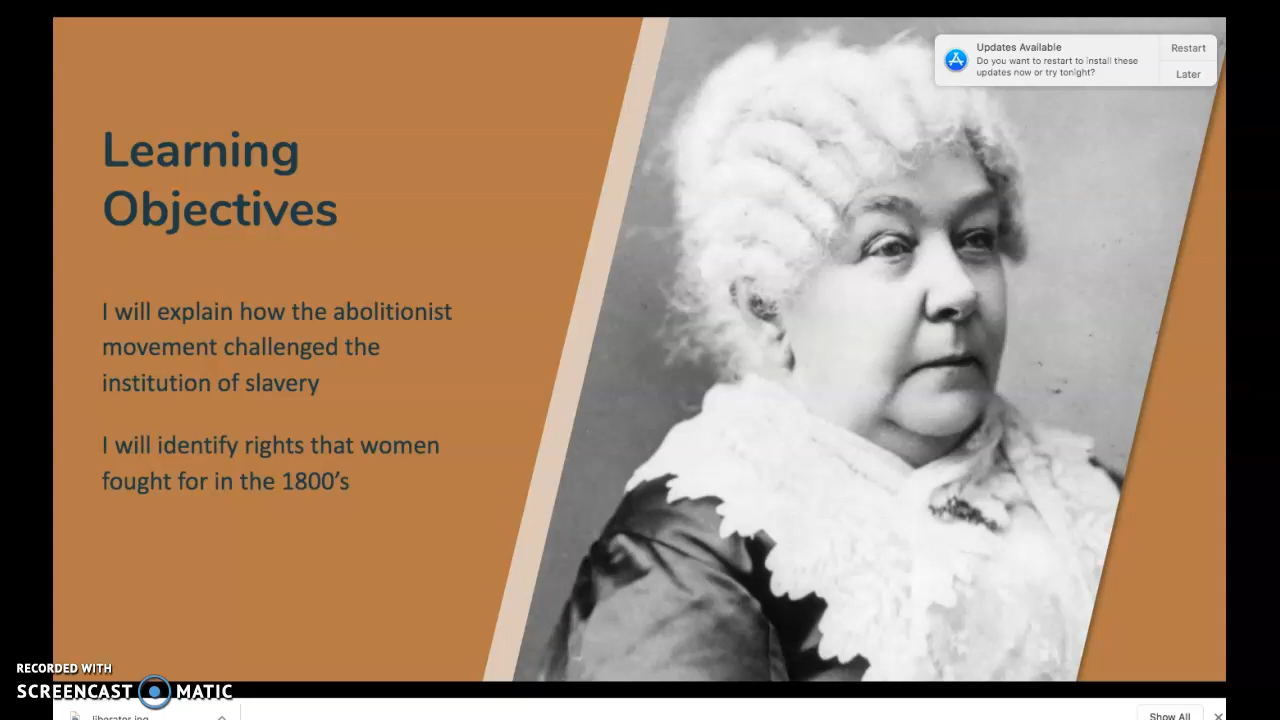 Learning
Objectives
I will explain how the abolitionist
movement challenged the
institution of slavery
I will identify rights that women
fought for in the 1800's
Updates Available
Do you want to restart to install these
updates now or try tonight?
Restart
Later
RECORDED WITH
SCREENCAST MATIC
liberator.jpg
Show All